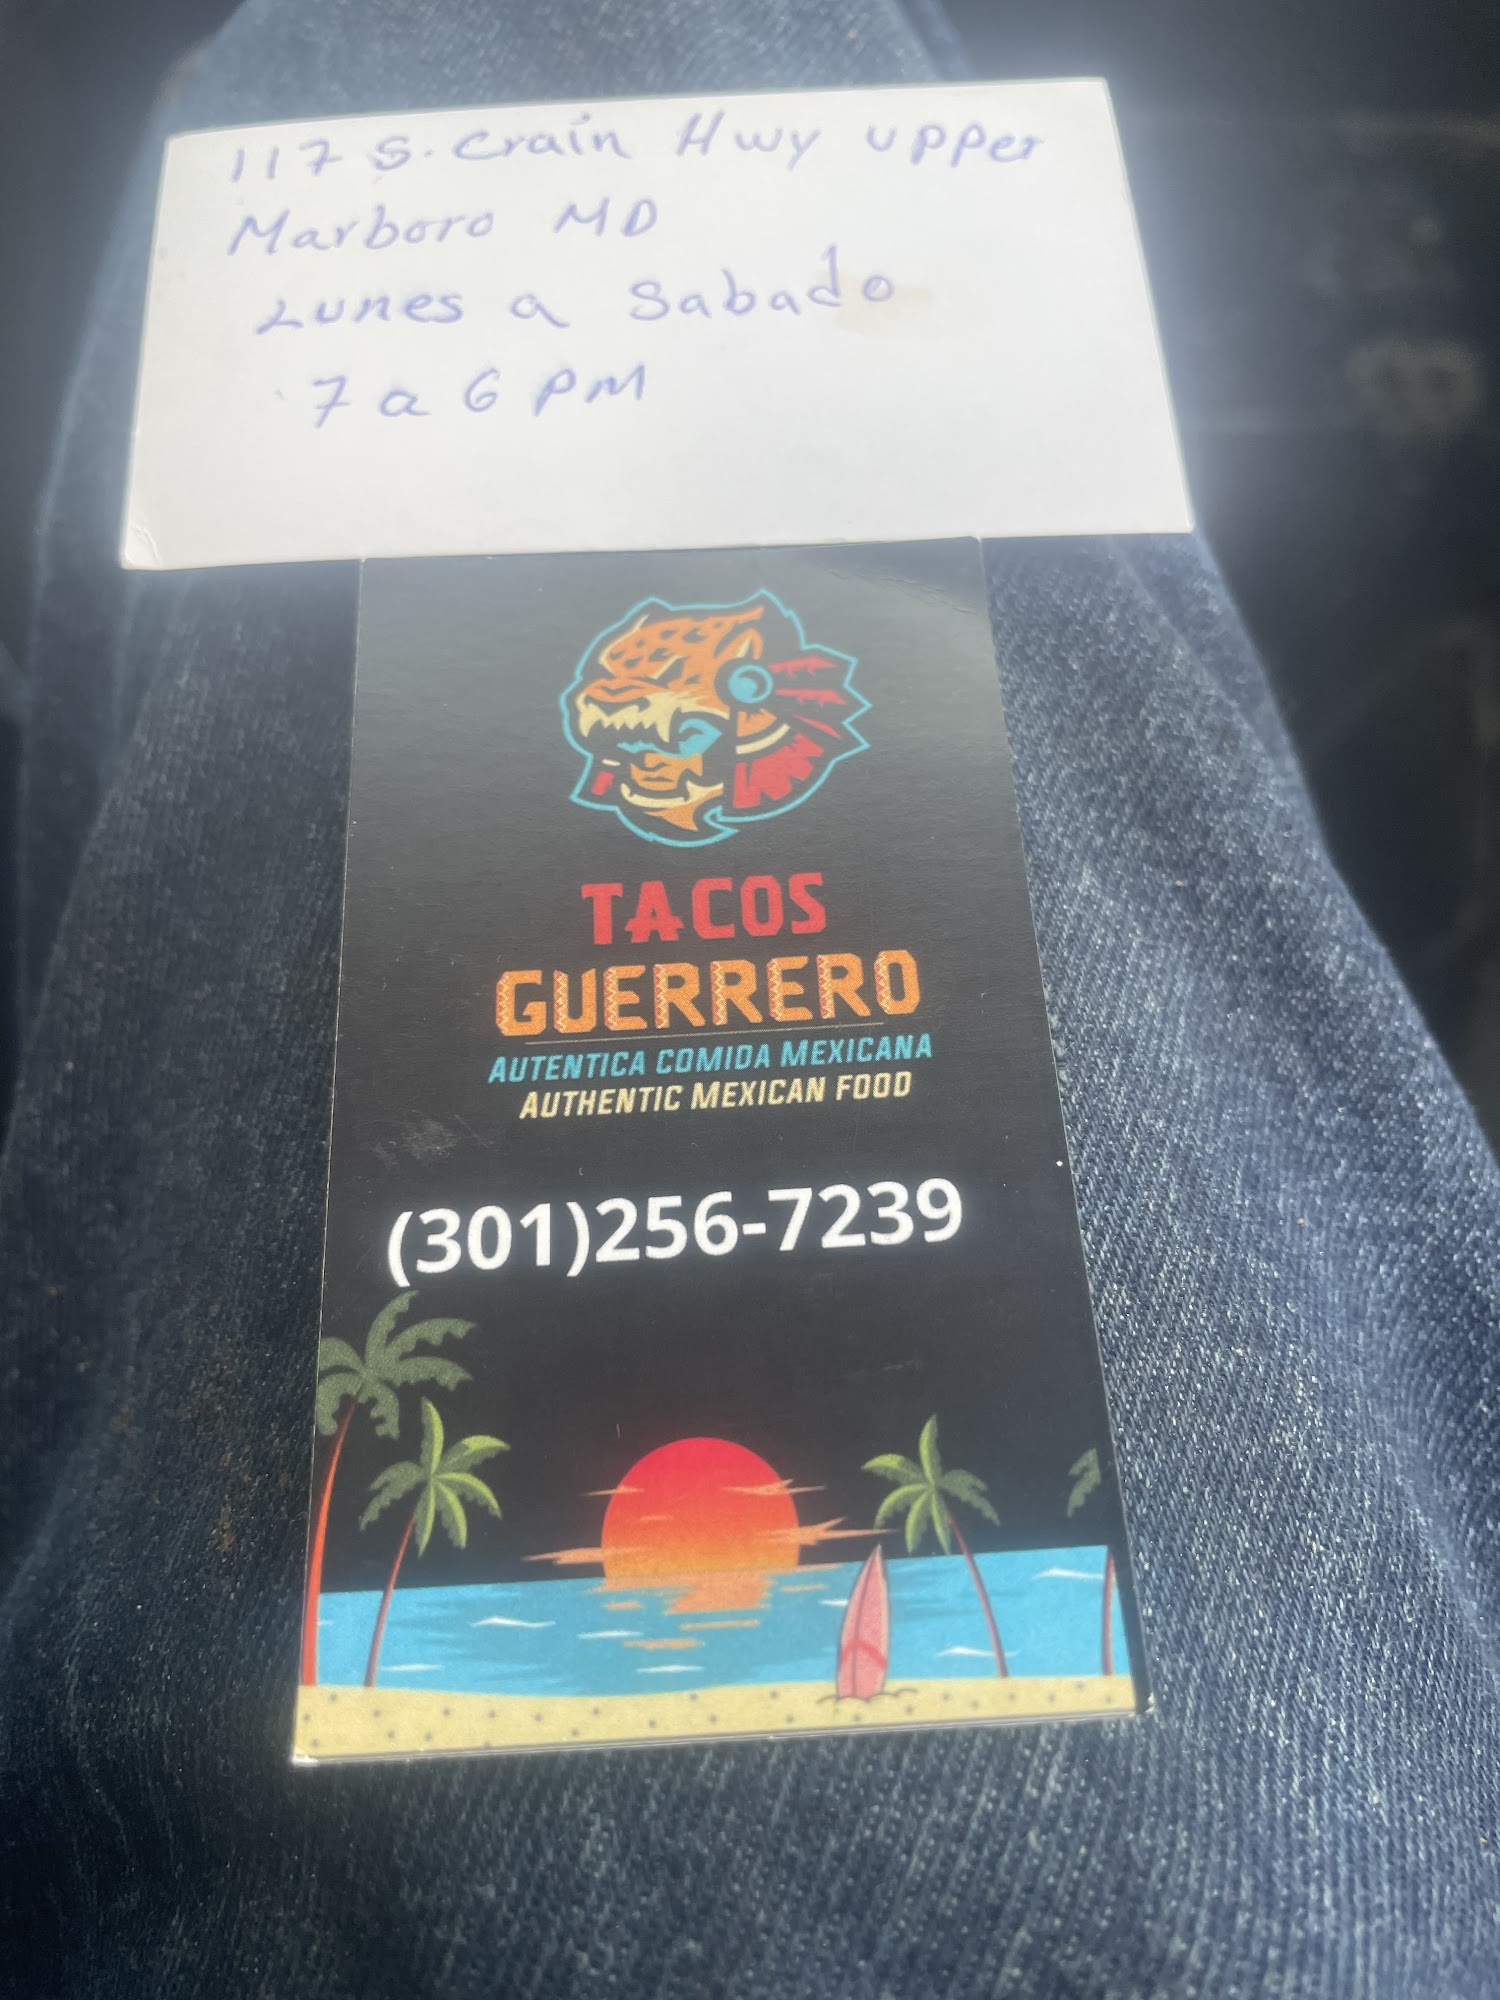 117 S. Crain Hwy upper
Marboro MD
Lunes a Sabado
7 a 6 PM
TACOS
GUERRERO
AUTENTICA COMIDA MEXICANA
AUTHENTIC MEXICAN FOOD
(301)256-7239